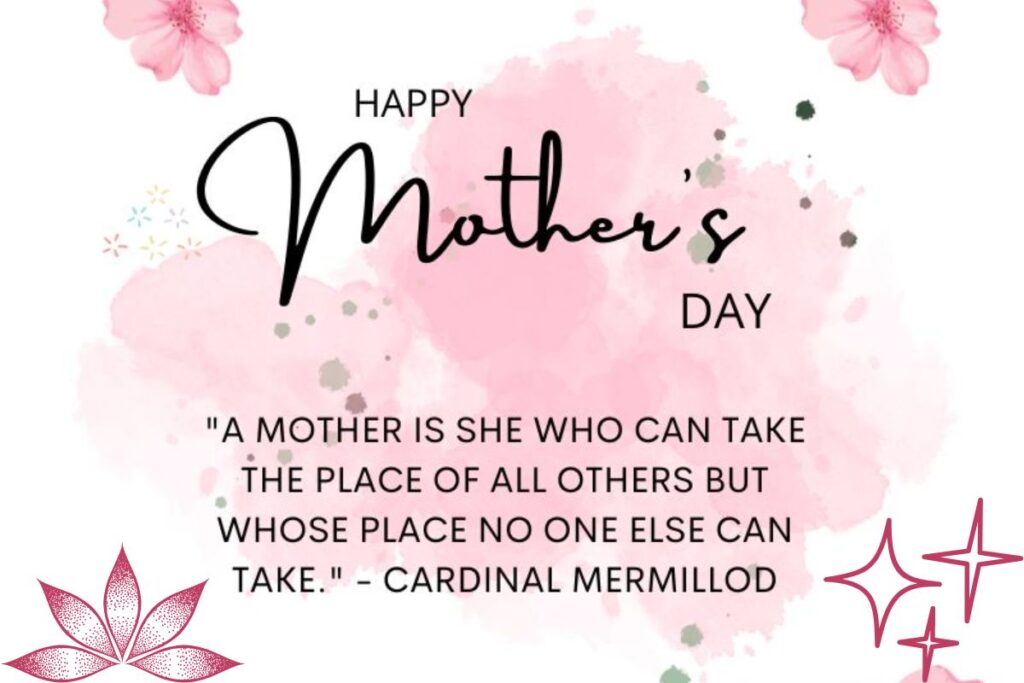 HAPPY
Mother's
DAY
"A MOTHER IS SHE WHO CAN TAKE
THE PLACE OF ALL OTHERS BUT
WHOSE PLACE NO ONE ELSE CAN
TAKE." - CARDINAL MERMILLOD